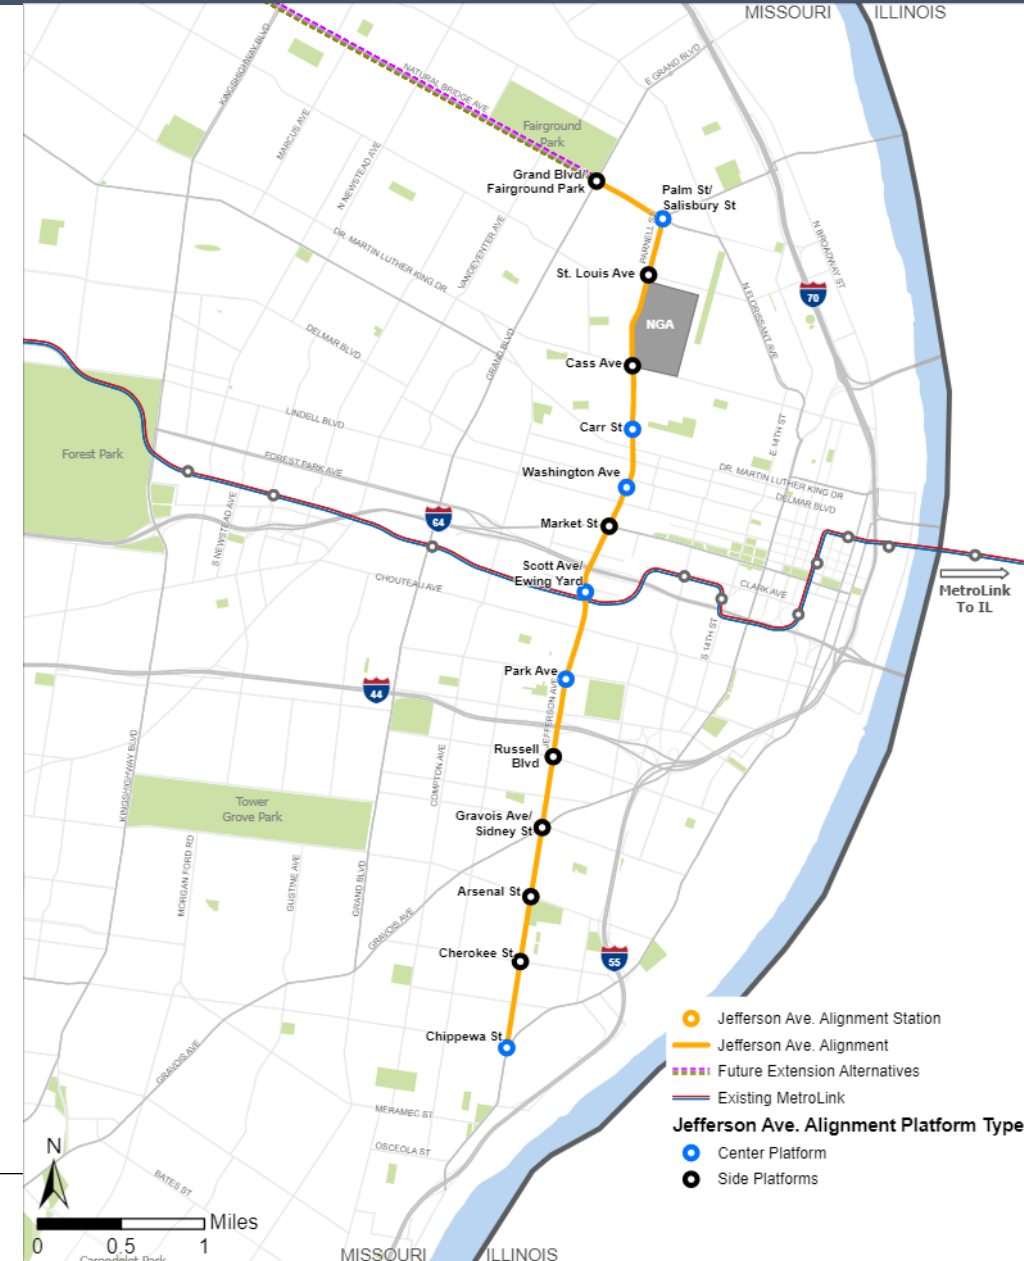 MISSOURI
ILLINOIS
KINGSHIGHWAY BLVD
NATURAL BRIDGE AVE
E GRAND BLVD
MARCUS AVE
N NEWSTEAD AVE
Fairground
Park
Grand Blvd/
Fairground Park
Palm St/
Salisbury St
PARNELL ST
N BROADWAY ST
DR. MARTIN LUTHER KING DR
VANDEVENTER AVE
St. Louis Ave
70
NGA
N FLORISSANT AVE
DELMAR BLVD
GRAND BLVD
Cass Ave
LINDELL BLVD
Carr St
E 14TH ST
Forest Park
FOREST PARK AVE
Washington Ave
DR. MARTIN LUTHER KING DR
DELMAR BLVD
S NEWSTEAD AVE
64
Market St
Scott Ave/
Ewing Yard
CHOUTEAU AVE
CLARK AVE
MetroLink
To IL
S 14TH ST
Park Ave
44
JEFFERSON AVE
Russell
Blvd
KINGSHIGHWAY BLVD
COMPTON AVE
Tower
Grove Park
Gravois Ave/
Sidney St
MORGAN FORD RD
GUSTINE AVE
GRAND BLVD
Arsenal St
GRAVOIS AVE
Cherokee St
55
Chippewa St
Jefferson Ave. Alignment Station
Jefferson Ave. Alignment
Future Extension Alternatives
Existing MetroLink
Jefferson Ave. Alignment Platform Type
Center Platform
Side Platforms
GRAVOIS AVE
MERAMEC ST
OSCEOLA ST
BATES ST
N
Miles
0 0.5 1
Carondelet Park
MISSOURI
ILLINOIS